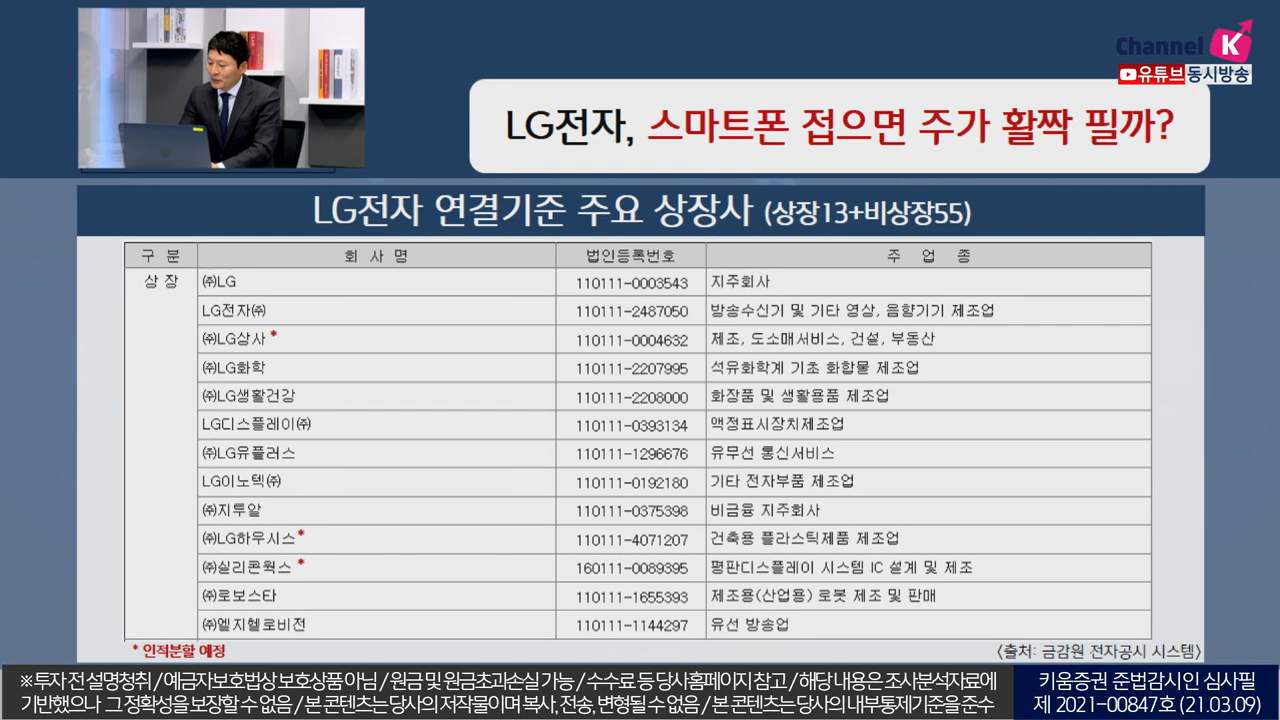 Channel K
유튜브 동시방송
LG전자, 스마트폰 접으면 주가 활짝 필까?
LG전자 연결기준 주요 상장사 (상장13+비상장55)
구 분 회 사 명 법인등록번호 주 업 종
상 장 ㈜LG 110111-0003543 지주회사
LG전자㈜ 110111-2487050 방송수신기 및 기타 영상, 음향기기 제조업
㈜LG상사 * 110111-0004632 제조, 도소매서비스, 건설, 부동산
㈜LG화학 110111-2207995 석유화학계 기초 화합물 제조업
㈜LG생활건강 110111-2208000 화장품 및 생활용품 제조업
LG디스플레이㈜ 110111-0393134 액정표시장치제조업
㈜LG유플러스 110111-1296676 유무선 통신서비스
LG이노텍㈜ 110111-0192180 기타 전자부품 제조업
㈜지투알 110111-0375398 비금융 지주회사
㈜LG하우시스 * 110111-4071207 건축용 플라스틱제품 제조업
㈜실리콘웍스 * 160111-0089395 평판디스플레이 시스템 IC 설계 및 제조
㈜로보스타 110111-1655393 제조용(산업용) 로봇 제조 및 판매
㈜엘지헬로비전 110111-1144297 유선 방송업
* 인적분할 예정
<출처: 금감원 전자공시 시스템>
※ 투자 전 설명청취 / 예금자보호법상 보호상품 아님 / 원금 및 원금초과손실 가능 / 수수료 등 당사홈페이지 참고 / 해당 내용은 조사분석자료에
기반했으나 그 정확성을 보장할 수 없음 / 본 콘텐츠는 당사의 저작물이며 복사, 전송, 변형될 수 없음 / 본 콘텐츠는 당사의 내부통제기준을 준수
키움증권 준법감시인 심사필
제 2021-00847호 (21.03.09)